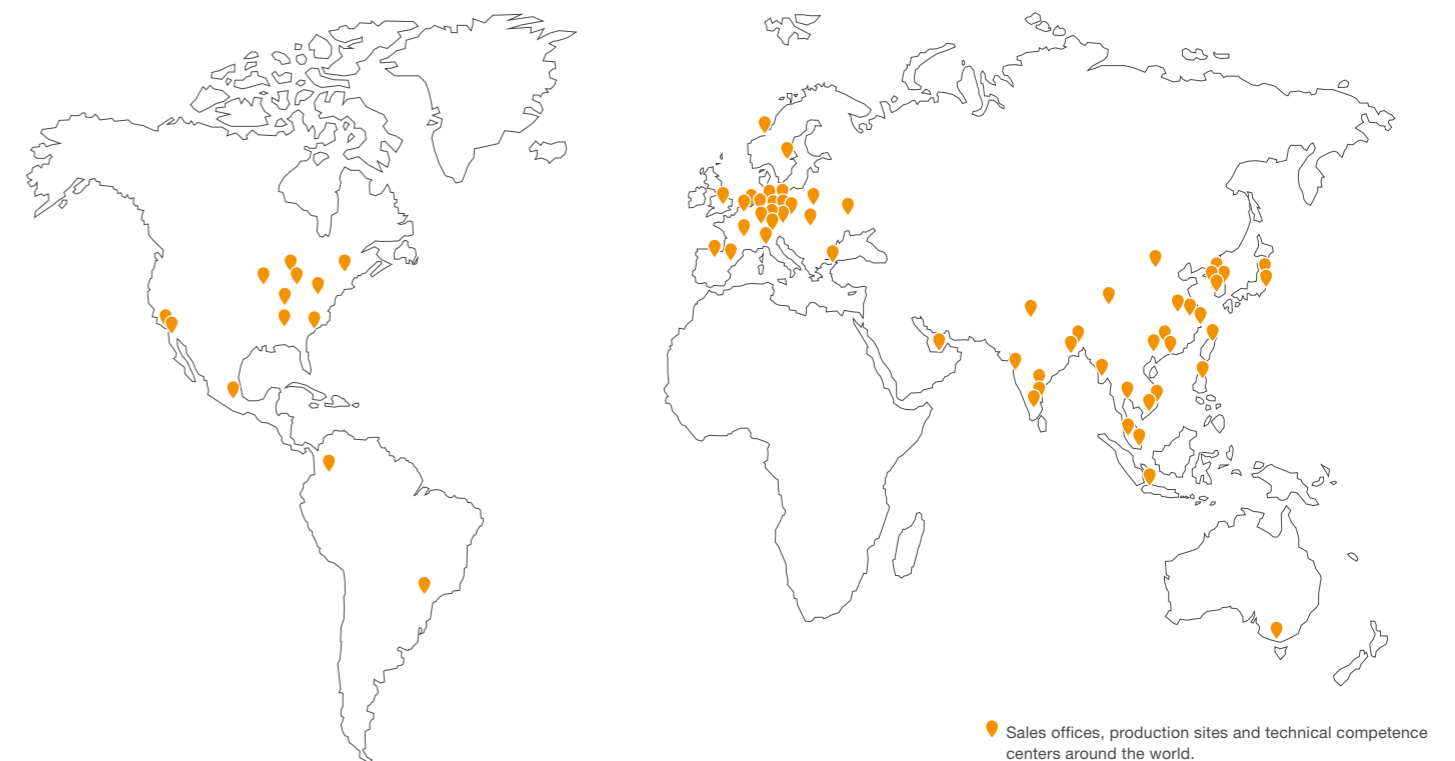 Sales offices, production sites and technical competence
centers around the world.